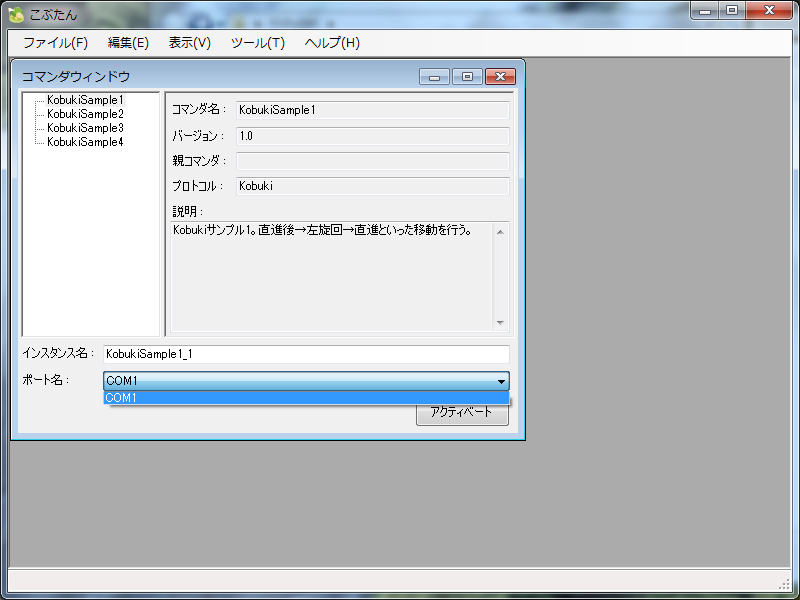 こぶたん
ファイル(F) 編集(E) 表示(V) ツール(T) ヘルプ(H)
コマンダウィンドウ
KobukiSample1
KobukiSample2
KobukiSample3
KobukiSample4
コマンダ名： KobukiSample1
バージョン： 1.0
親コマンダ：
プロトコル： Kobuki
説明：
Kobukiサンプル1。直進後→左旋回→直進といった移動を行う。
インスタンス名： KobukiSample1_1
ポート名： COM1
COM1
アクティベート